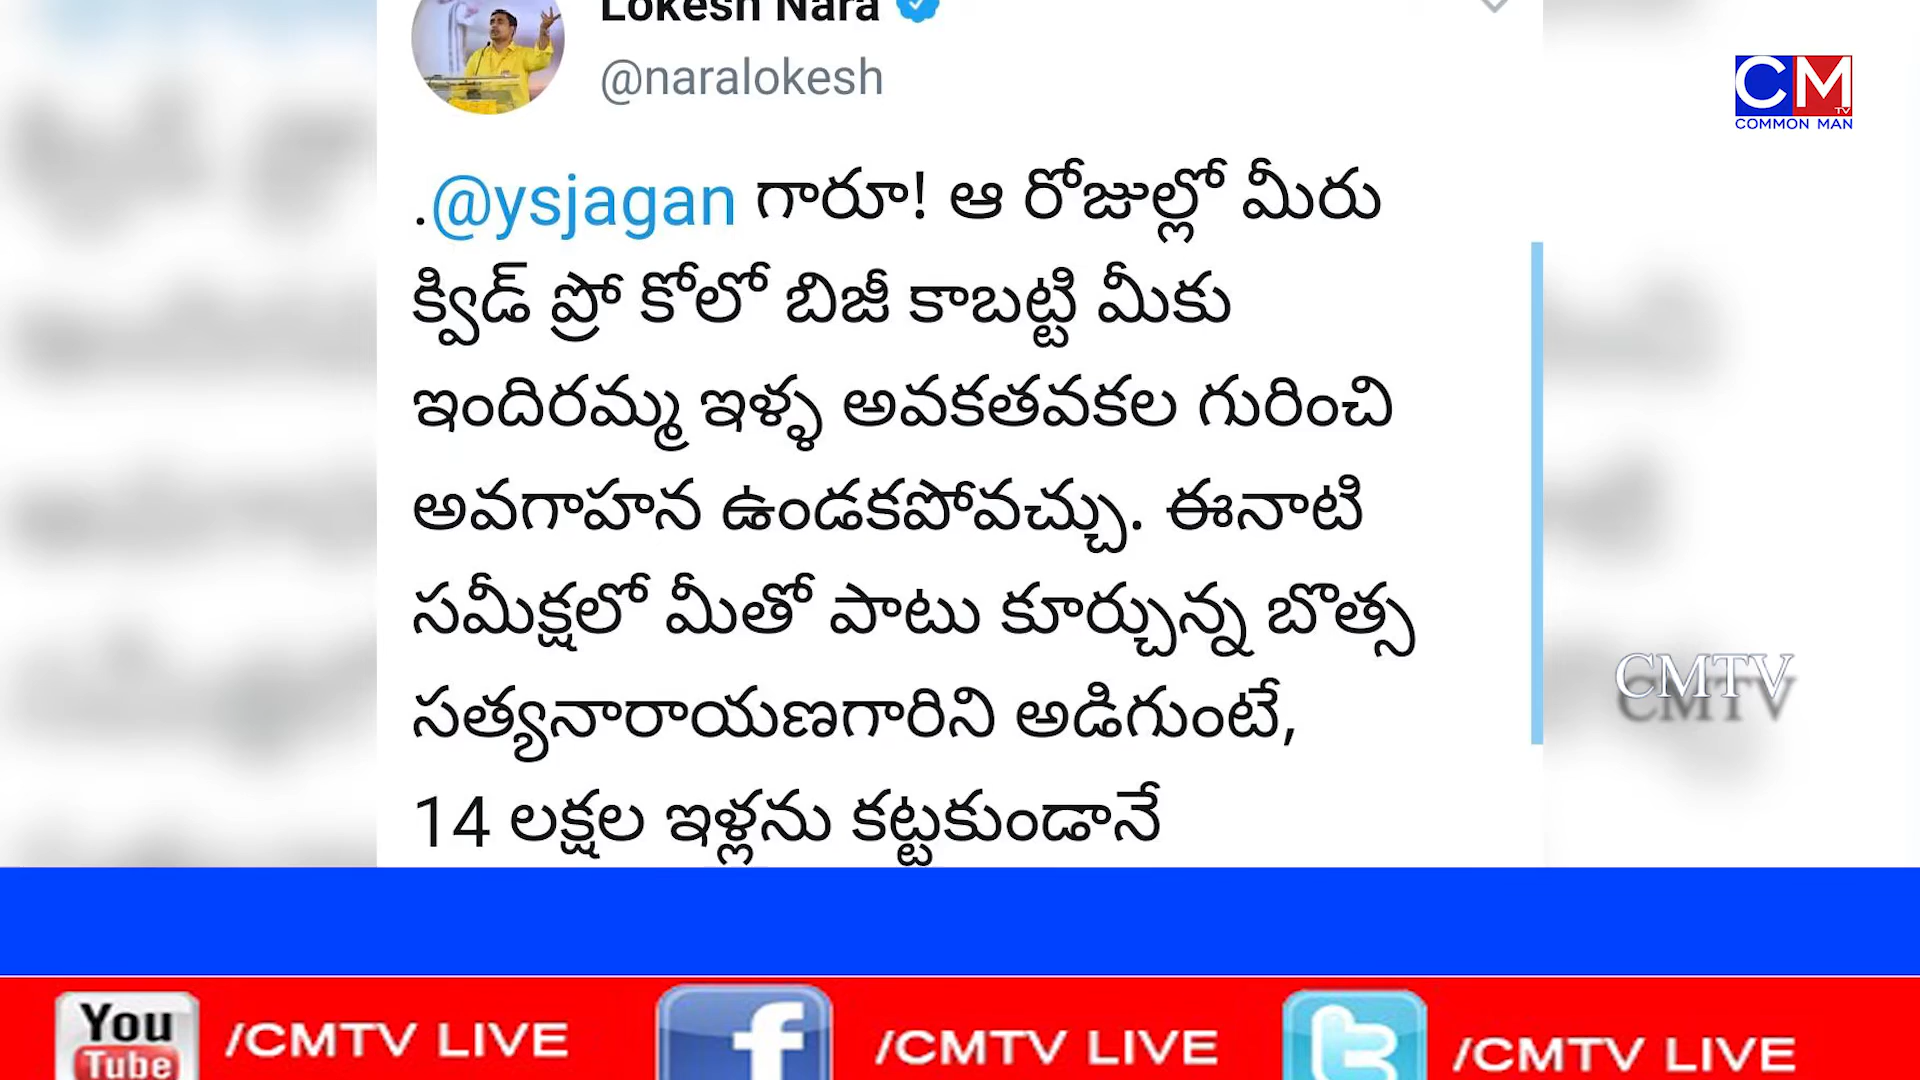 Lokesh Nara
@naralokesh
CM
TV
COMMON MAN
.@ysjagan గారూ! ఆ రోజుల్లో మీరు
క్విడ్ ప్రో కోలో బిజీ కాబట్టి మీకు
ఇందిరమ్మ ఇళ్ళ అవకతవకల గురించి
అవగాహన ఉండకపోవచ్చు. ఈనాటి
సమీక్షలో మీతో పాటు కూర్చున్న బొత్స
సత్యనారాయణగారిని అడిగుంటే,
14 లక్షల ఇళ్లను కట్టకుండానే
CMTV
You
Tube
/CMTV LIVE
f
/CMTV LIVE
t
/CMTV LIVE